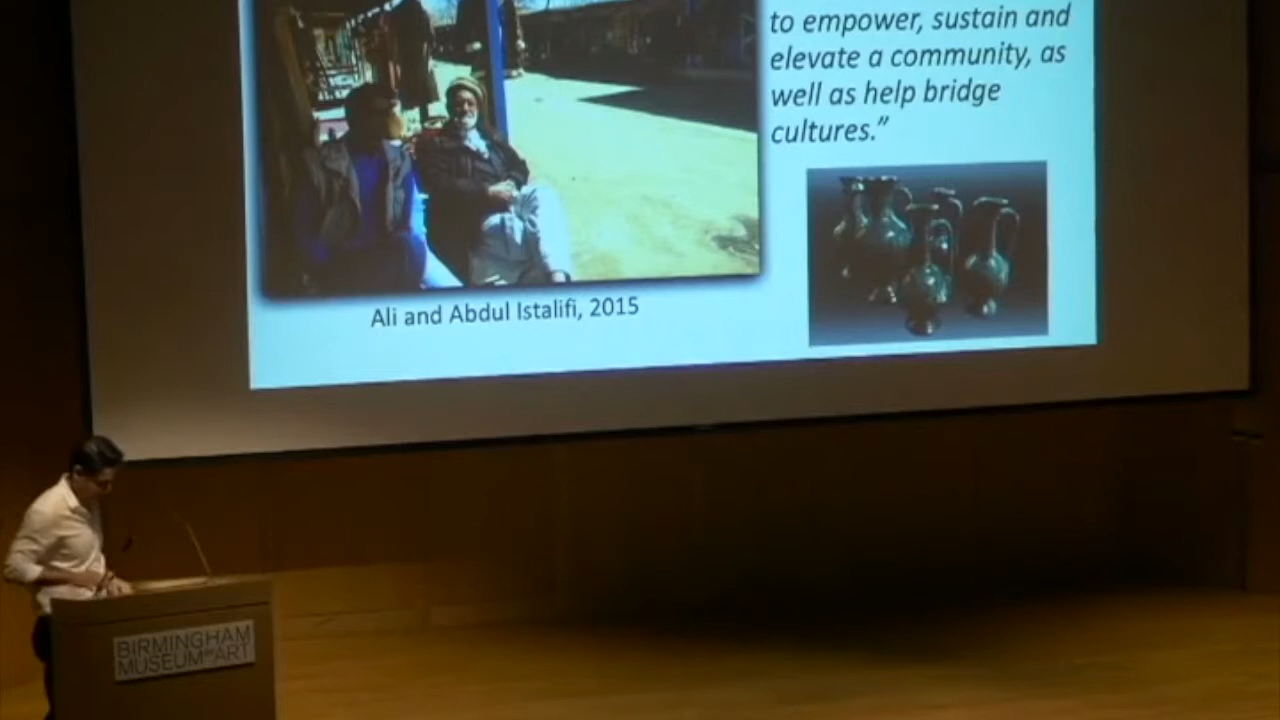 to empower, sustain and
elevate a community, as
well as help bridge
cultures.”
Ali and Abdul Istalifi, 2015
BIRMINGHAM
MUSEUM OF ART